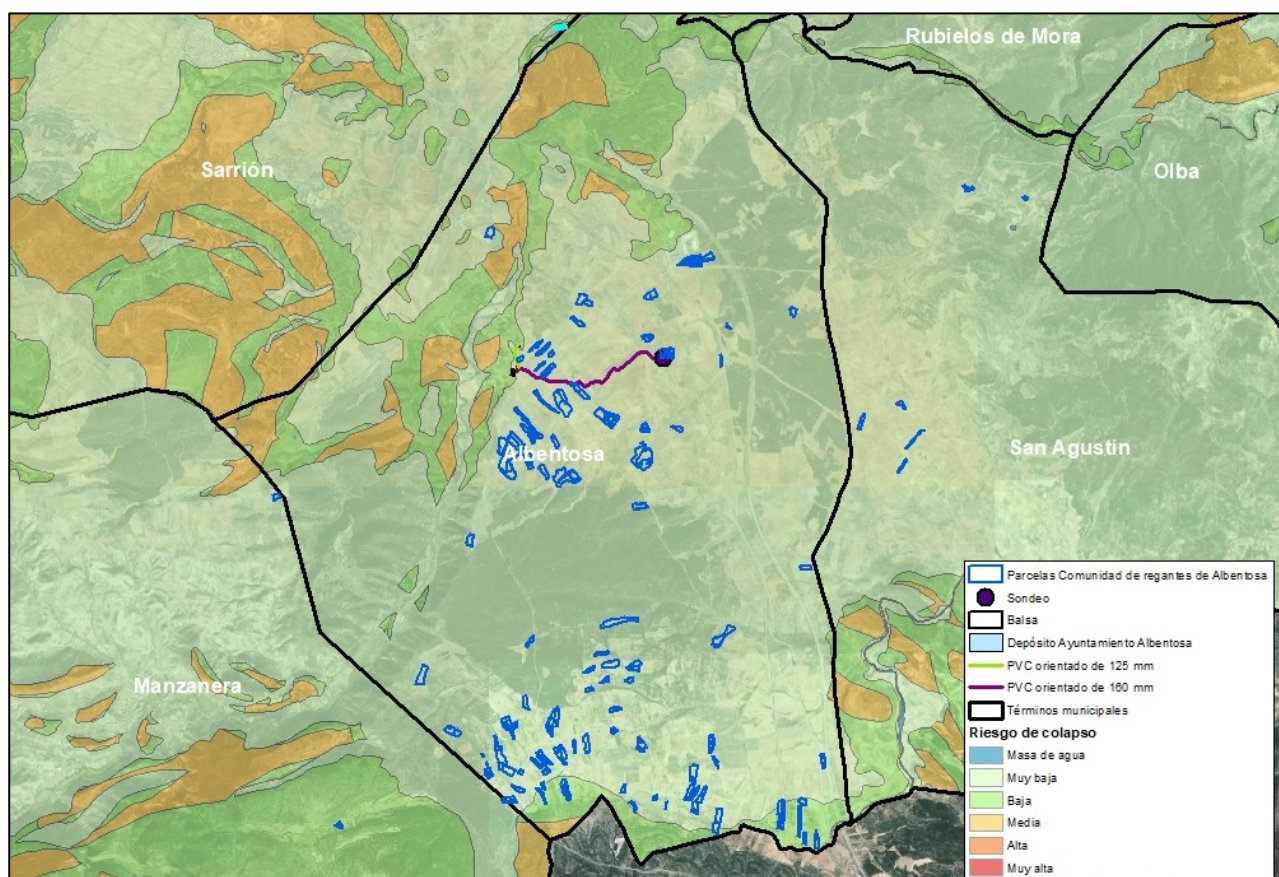 Rubielos de Mora
Sarrión
Olba
San Agustín
Albentosa
Manzanera
Parcelas Comunidad de regantes de Albentosa
Sondeo
Balsa
Depósito Ayuntamiento Albentosa
PVC orientado de 125 mm
PVC orientado de 160 mm
Términos municipales
Riesgo de colapso
Masa de agua
Muy baja
Baja
Media
Alta
Muy alta